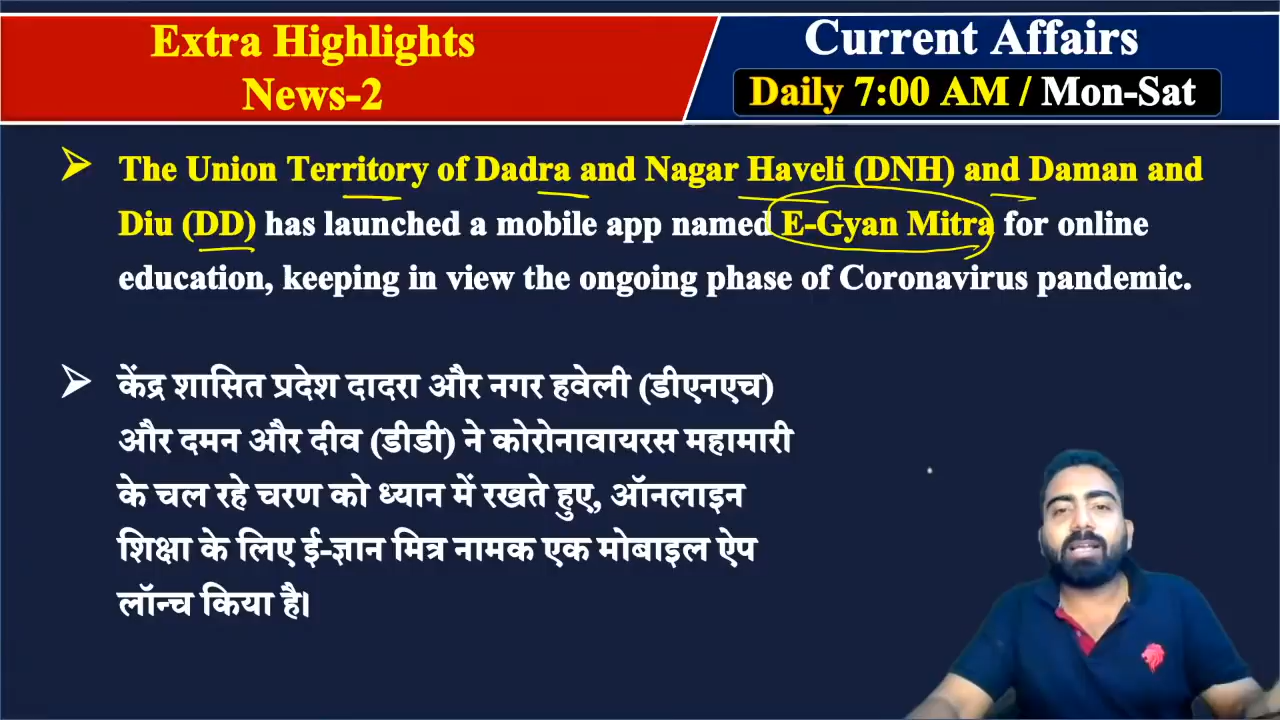 Extra Highlights
News-2
Current Affairs
Daily 7:00 AM / Mon-Sat
The Union Territory of Dadra and Nagar Haveli (DNH) and Daman and
Diu (DD) has launched a mobile app named E-Gyan Mitra for online
education, keeping in view the ongoing phase of Coronavirus pandemic.
केंद्र शासित प्रदेश दादरा और नगर हवेली (डीएनएच)
और दमन और दीव (डीडी) ने कोरोनावायरस महामारी
के चल रहे चरण को ध्यान में रखते हुए, ऑनलाइन
शिक्षा के लिए ई-ज्ञान मित्र नामक एक मोबाइल ऐप
लॉन्च किया है।